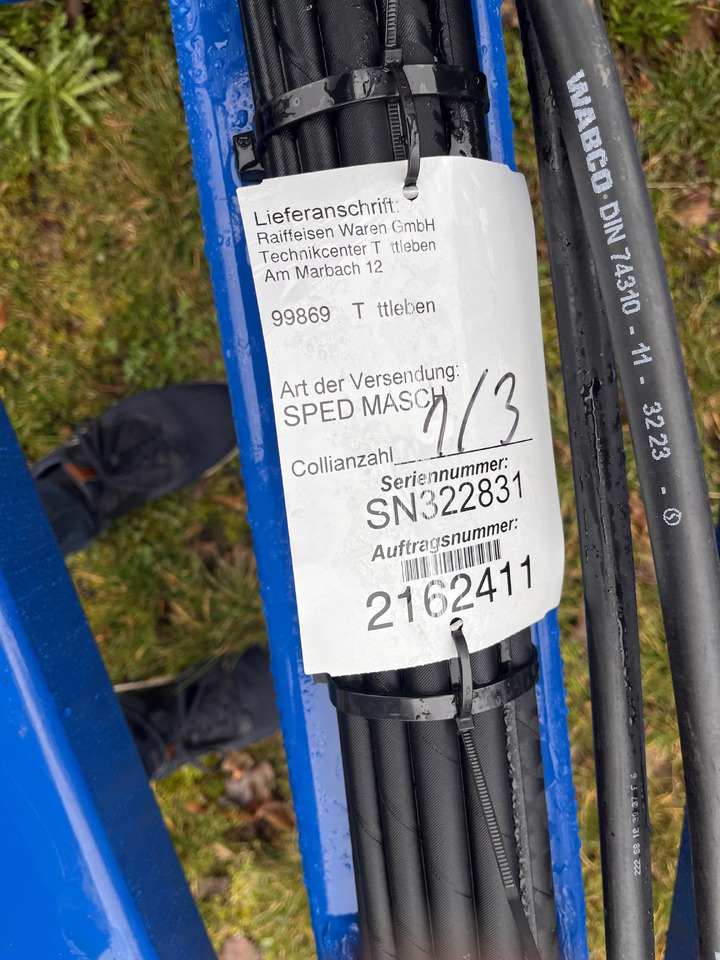 Lieferanschrift:
Raiffeisen Waren GmbH
Technikcenter T ttleben
Am Marbach 12
99869 T ttleben
Art der Versendung:
SPED MASCH
Collianzahl 1/3
Seriennummer:
SN322831
Auftragsnummer:
2162411
WABCO DIN 74310 - 11 - 3223 -